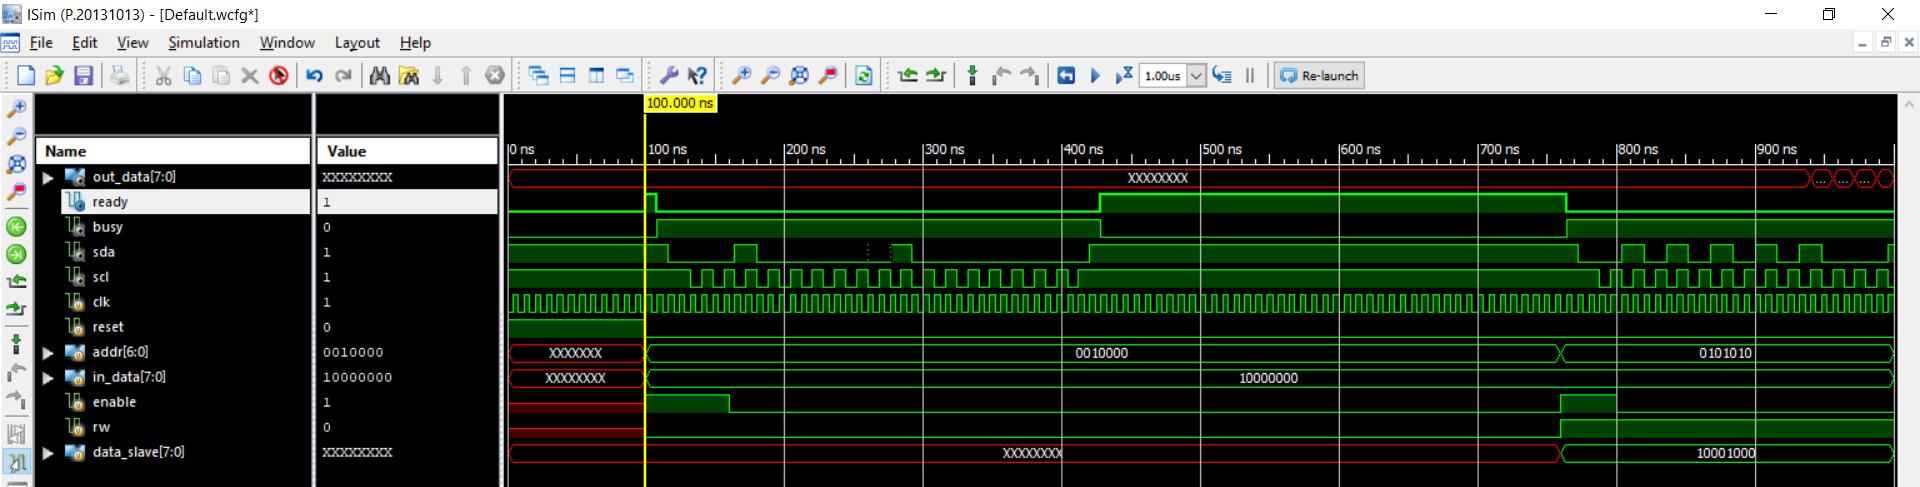 ISim (P.20131013) - [Default.wcfg*]
File Edit View Simulation Window Layout Help
1.00us Re-launch
100.000 ns
Name Value 0 ns 100 ns 200 ns 300 ns 400 ns 500 ns 600 ns 700 ns 800 ns 900 ns
out_data[7:0] XXXXXXXX XXXXXXXX ... ... ...
ready 1
busy 0
sda 1
scl 1
clk 1
reset 0
addr[6:0] 0010000 XXXXXXX 0010000 0101010
in_data[7:0] 10000000 XXXXXXXX 10000000
enable 1
rw 0
data_slave[7:0] XXXXXXXX XXXXXXXX 10001000